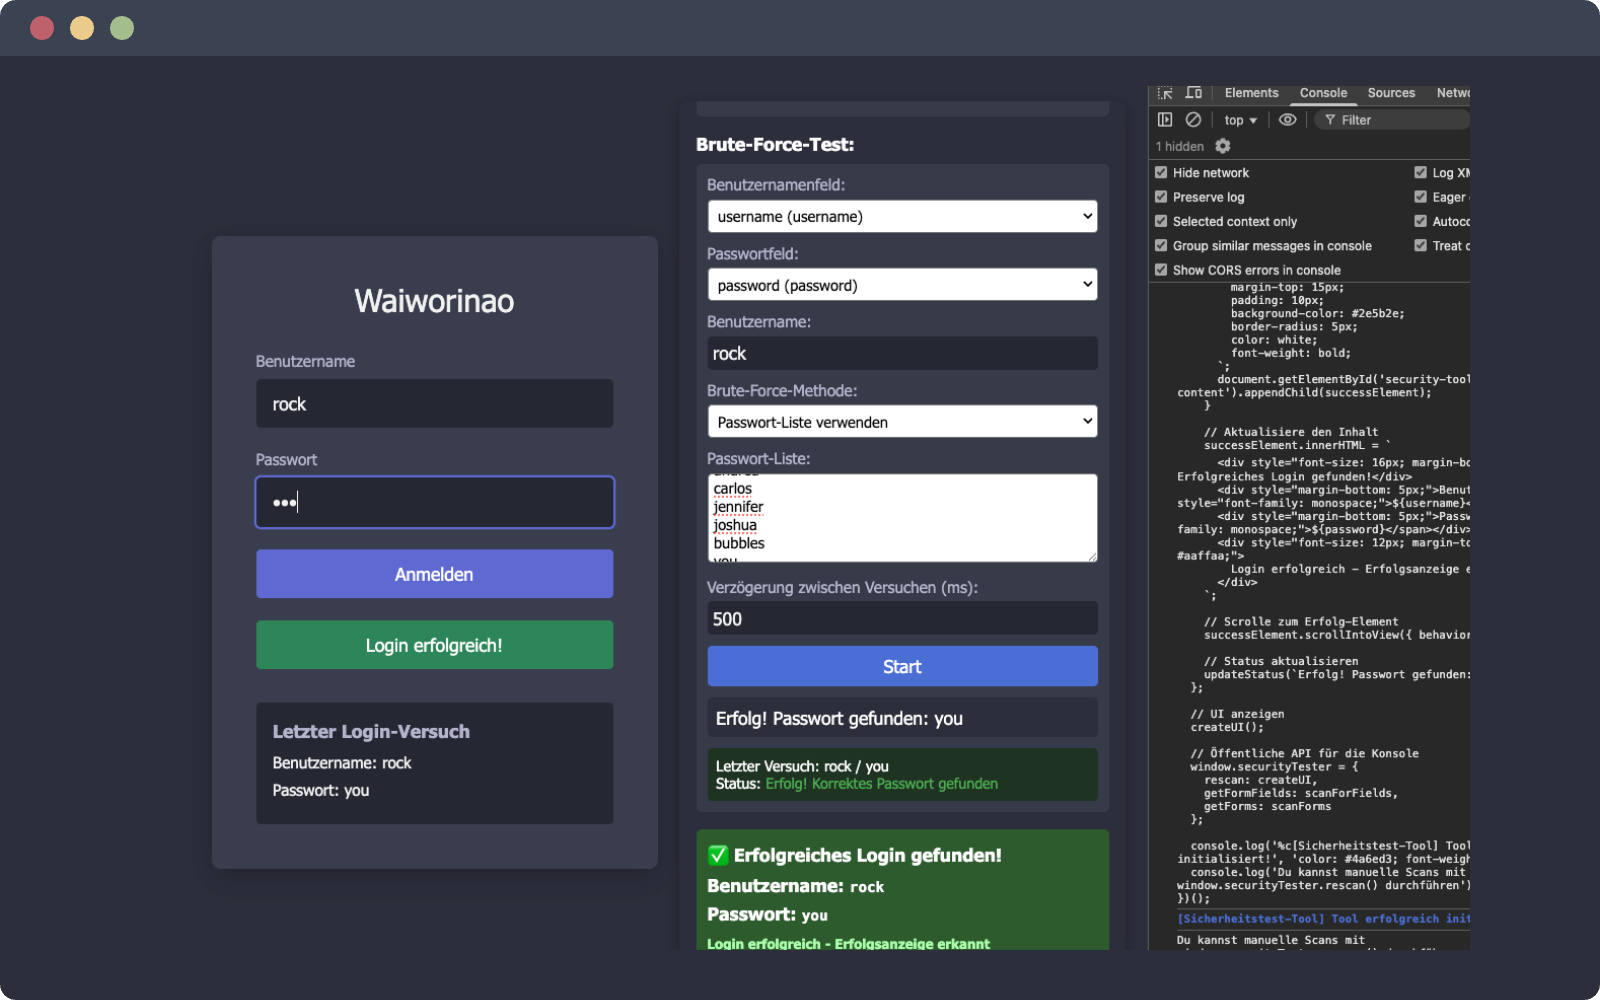 Waiworinao
Benutzername
rock
Passwort
•••
Anmelden
Login erfolgreich!
Letzter Login-Versuch
Benutzername: rock
Passwort: you
Brute-Force-Test:
Benutzernamenfeld:
username (username)
Passwortfeld:
password (password)
Benutzername:
rock
Brute-Force-Methode:
Passwort-Liste verwenden
Passwort-Liste:
carlos
jennifer
joshua
bubbles
you
Verzögerung zwischen Versuchen (ms):
500
Start
Erfolg! Passwort gefunden: you
Letzter Versuch: rock / you
Status: Erfolg! Korrektes Passwort gefunden
✅ Erfolgreiches Login gefunden!
Benutzername: rock
Passwort: you
Login erfolgreich - Erfolgsanzeige erkannt
Elements Console Sources Netwo
top Filter
1 hidden
Hide network Log XM
Preserve log Eager
Selected context only Autoco
Group similar messages in console Treat
Show CORS errors in console
margin-top: 15px;
padding: 10px;
background-color: #2e5b2e;
border-radius: 5px;
color: white;
font-weight: bold;
`;
document.getElementById('security-tool
content').appendChild(successElement);
}
// Aktualisiere den Inhalt
successElement.innerHTML = `
<div style="font-size: 16px; margin-bo
Erfolgreiches Login gefunden!</div>
<div style="margin-bottom: 5px;">Benut
style="font-family: monospace;">${username}<
<div style="margin-bottom: 5px;">Passw
family: monospace;">${password}</span></div>
<div style="font-size: 12px; margin-to
#aaffaa;">
Login erfolgreich – Erfolgsanzeige e
</div>
`;
// Scrolle zum Erfolg-Element
successElement.scrollIntoView({ behavior
// Status aktualisieren
updateStatus(`Erfolg! Passwort gefunden:
};
// UI anzeigen
createUI();
// Öffentliche API für die Konsole
window.securityTester = {
rescan: createUI,
getFormFields: scanForFields,
getForms: scanForms
};
console.log('%c[Sicherheitstest-Tool] Tool
initialisiert!', 'color: #4a6ed3; font-weigh
console.log('Du kannst manuelle Scans mit
window.securityTester.rescan() durchführen')
})();
[Sicherheitstest-Tool] Tool erfolgreich init
Du kannst manuelle Scans mit